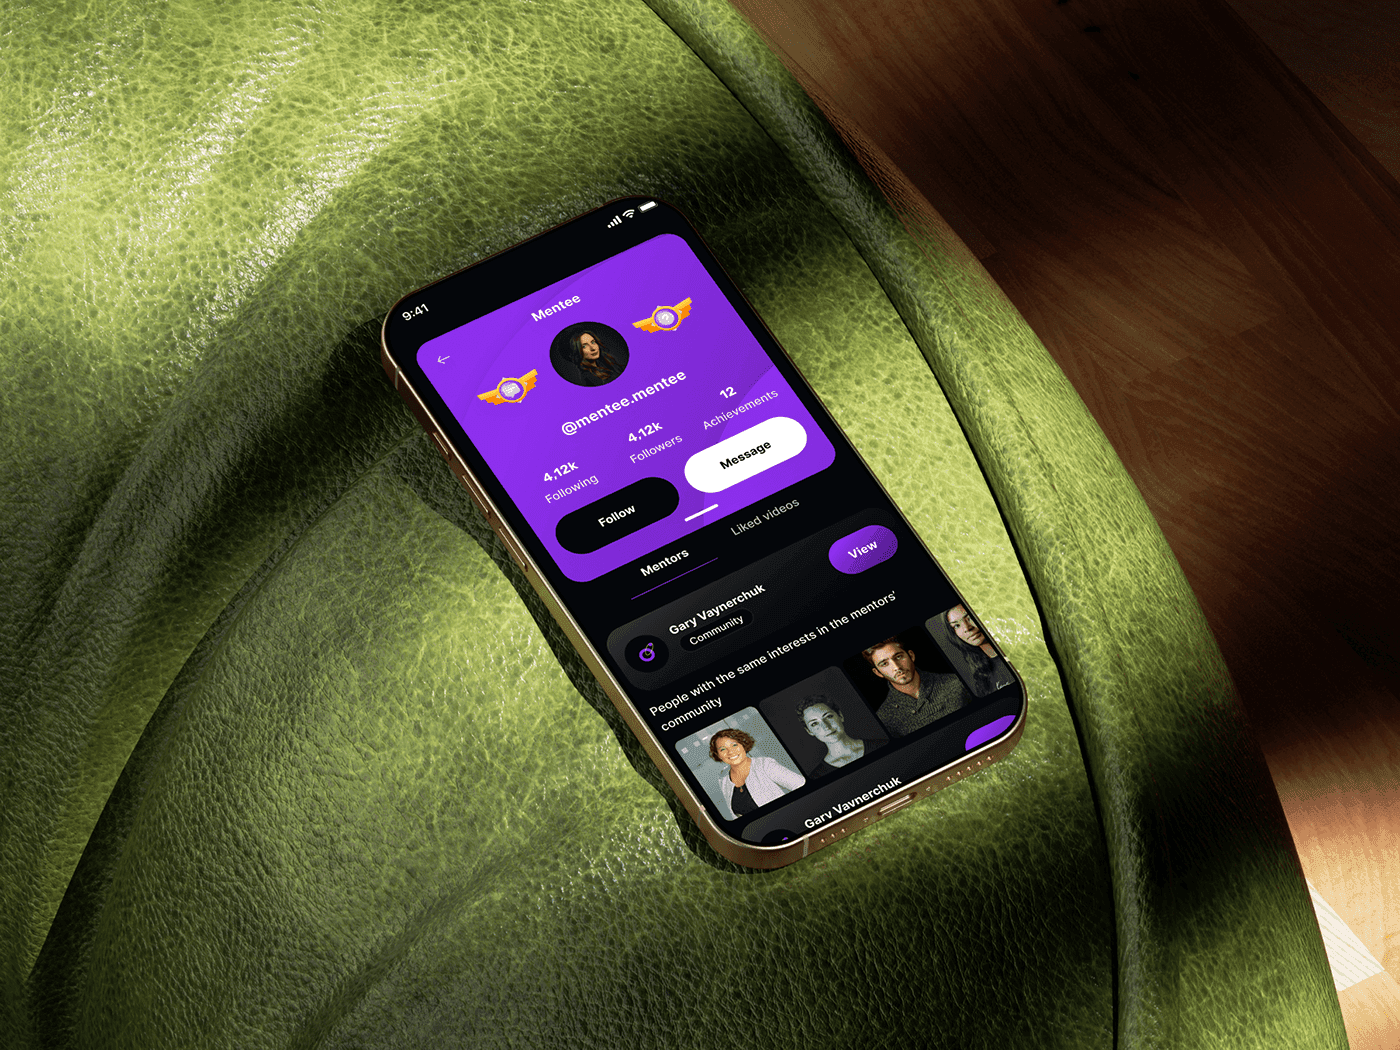 9:41
Mentee
@mentee.mentee
4,12k
Following
4,12k
Followers
12
Achievements
Follow
Message
Mentors
Liked videos
Gary Vaynerchuk
Community
View
People with the same interests in the mentors'
community
Gary Vaynerchuk